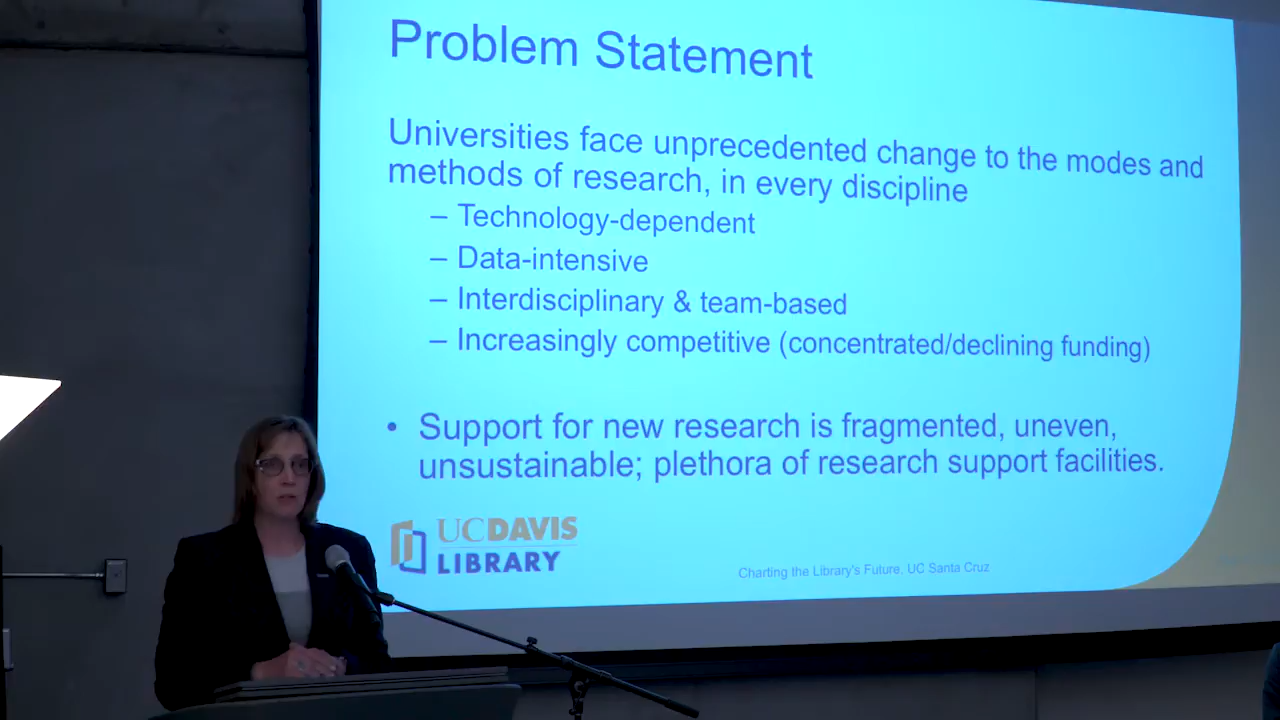 Problem Statement
Universities face unprecedented change to the modes and
methods of research, in every discipline
– Technology-dependent
– Data-intensive
– Interdisciplinary & team-based
– Increasingly competitive (concentrated/declining funding)
• Support for new research is fragmented, uneven,
unsustainable; plethora of research support facilities.
UCDAVIS
LIBRARY
Charting the Library's Future, UC Santa Cruz